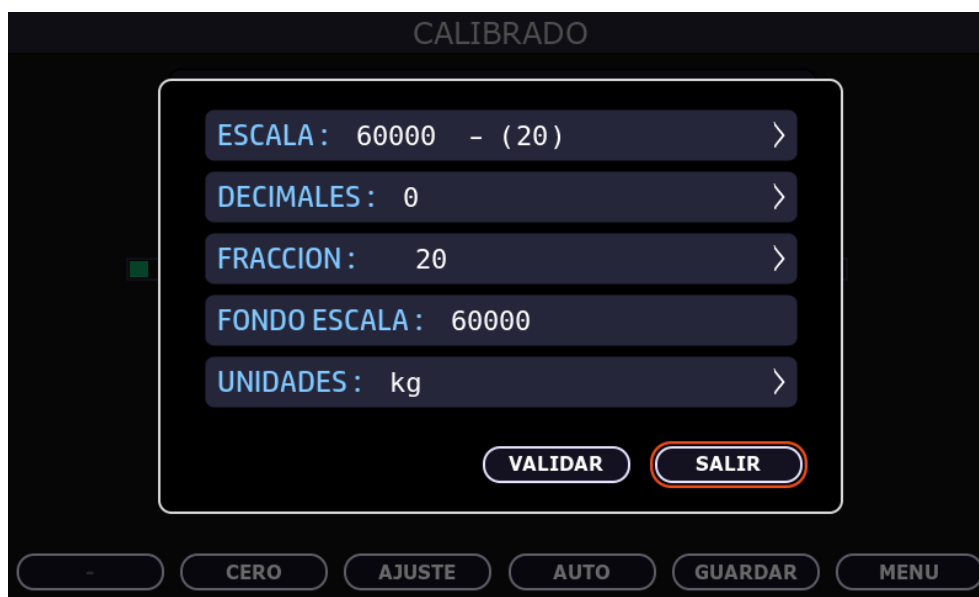 CALIBRADO
ESCALA : 60000 - (20) >
DECIMALES : 0 >
FRACCION : 20 >
FONDO ESCALA : 60000
UNIDADES : kg >
VALIDAR SALIR
- CERO AJUSTE AUTO GUARDAR MENU